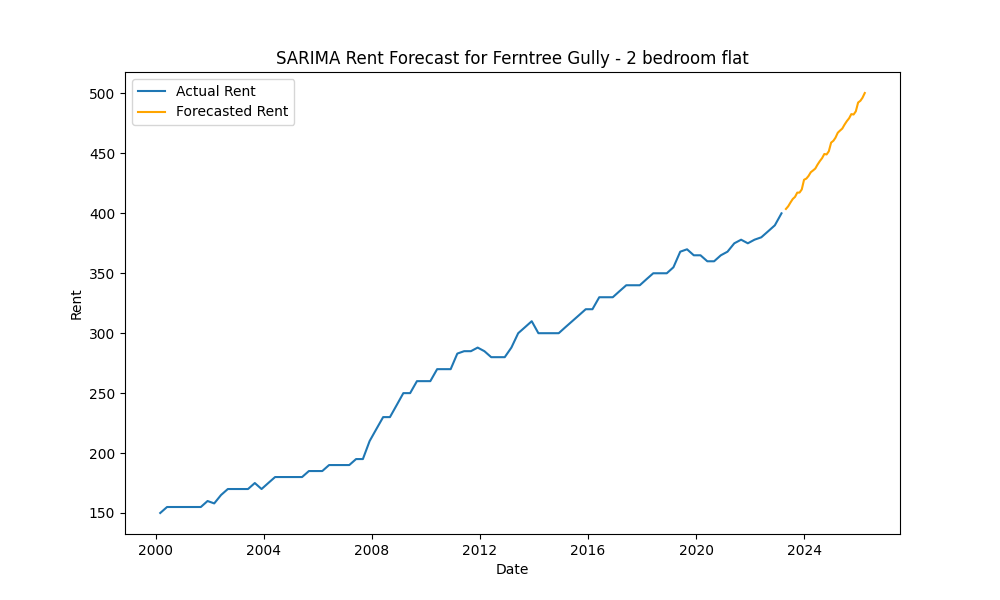 SARIMA Rent Forecast for Ferntree Gully - 2 bedroom flat
Actual Rent
Forecasted Rent
500
450
400
350
300
250
200
150
Rent
2000 2004 2008 2012 2016 2020 2024
Date